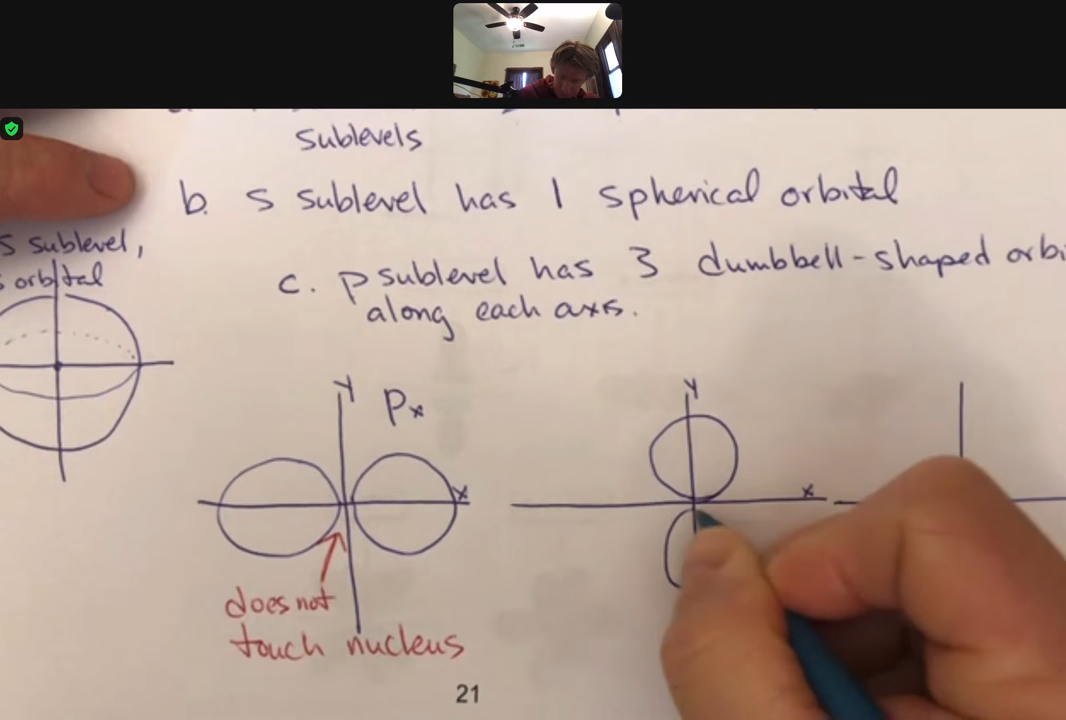 sublevels
b. s sublevel has 1 spherical orbital
s sublevel,
orbital
c. p sublevel has 3 dumbbell-shaped
along each axis.
y
Px
x
y
x
does not
touch nucleus
21